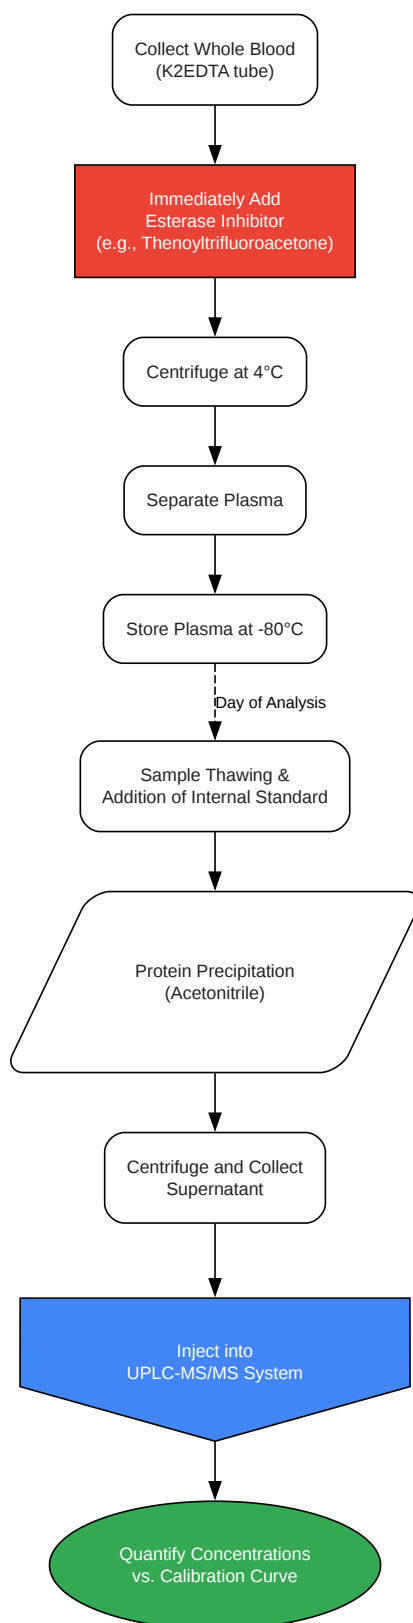 Collect Whole Blood
(K2EDTA tube)
Immediately Add
Esterase Inhibitor
(e.g., Thenoyltrifluoroacetone)
Centrifuge at 4°C
Separate Plasma
Store Plasma at -80°C
Day of Analysis
Sample Thawing &
Addition of Internal Standard
Protein Precipitation
(Acetonitrile)
Centrifuge and Collect
Supernatant
Inject into
UPLC-MS/MS System
Quantify Concentrations
vs. Calibration Curve